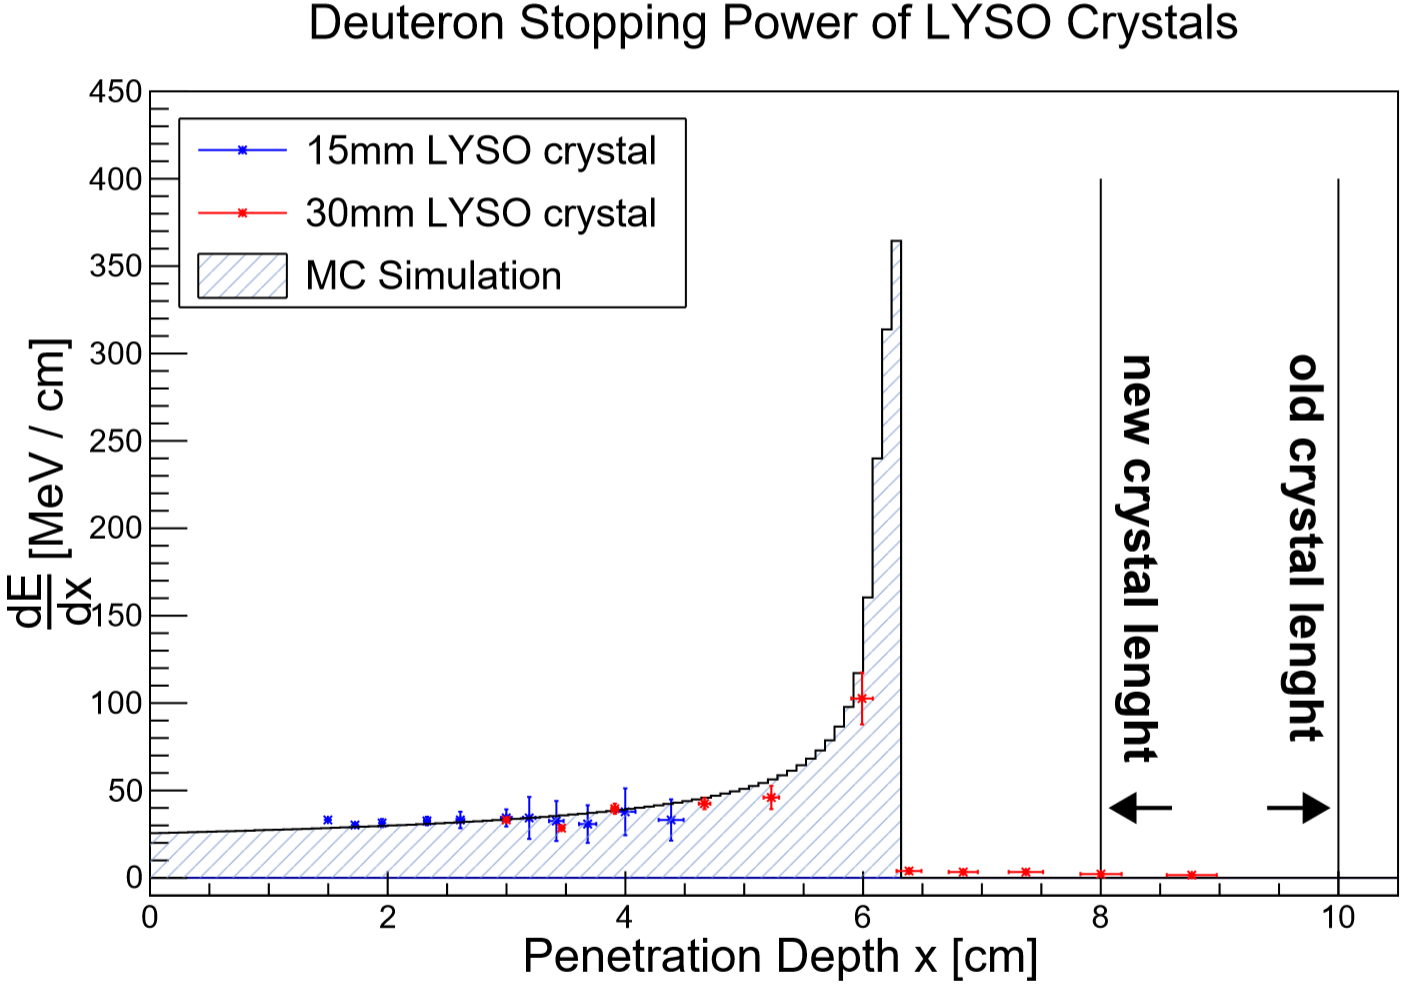 Deuteron Stopping Power of LYSO Crystals
450
400
350
300
250
200
150
100
50
0
dE
dx
[MeV / cm]
15mm LYSO crystal
30mm LYSO crystal
MC Simulation
new crystal lenght
old crystal lenght
0 2 4 6 8 10
Penetration Depth x [cm]